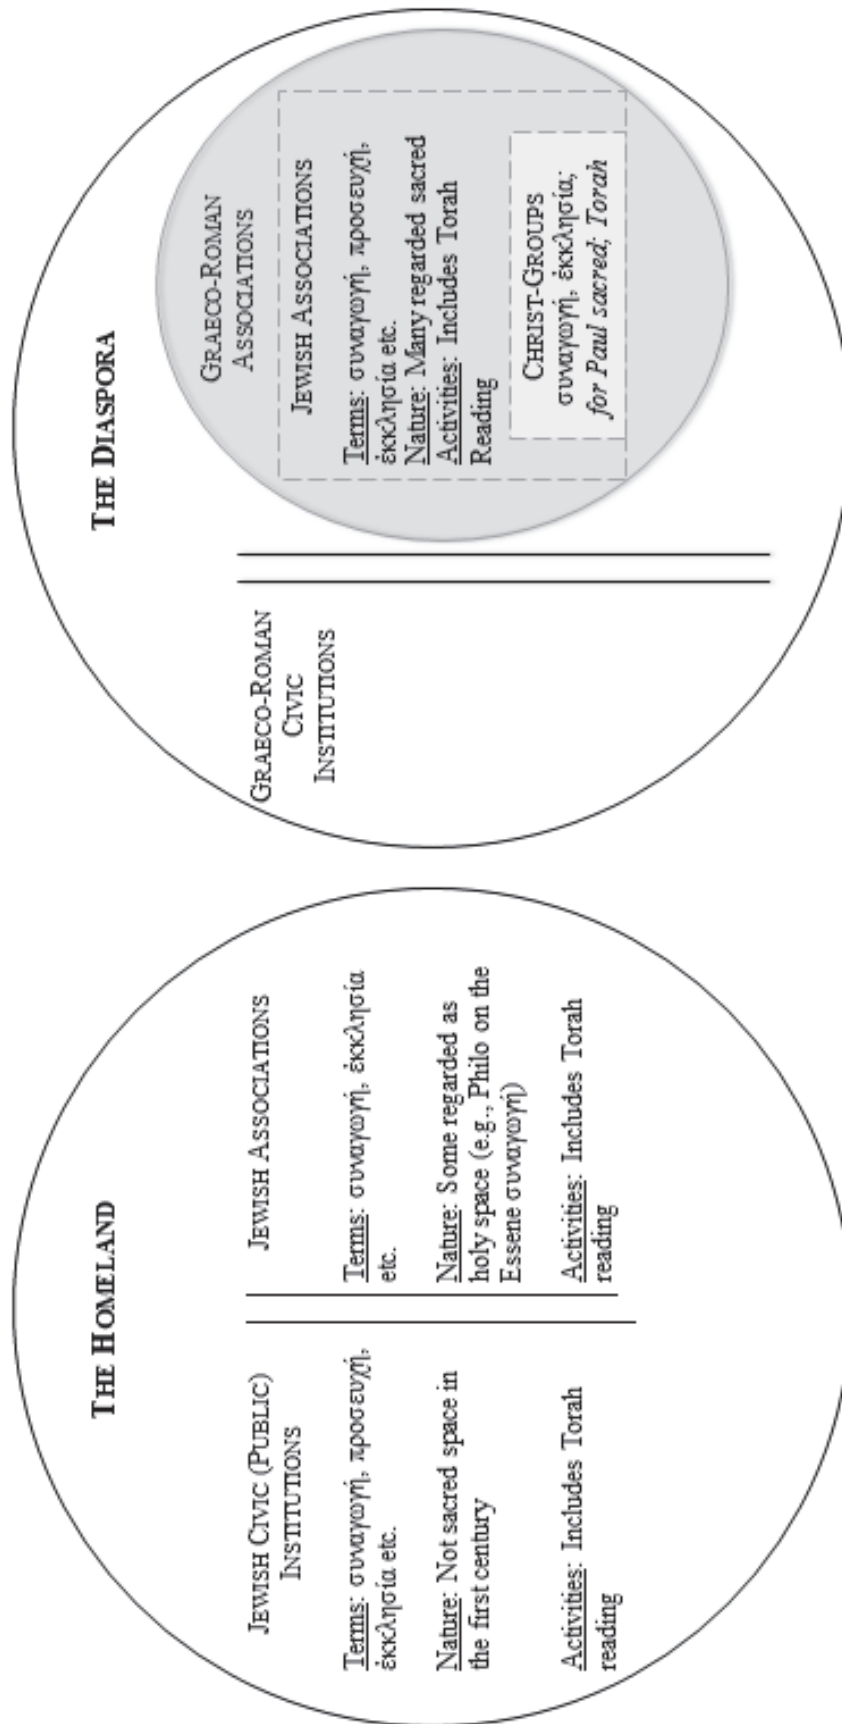 THE HOMELAND
JEWISH CIVIC (PUBLIC)
INSTITUTIONS
Terms: συναγωγή, προσευχή,
ἐκκλησία etc.
Nature: Not sacred space in
the first century
Activities: Includes Torah
reading
JEWISH ASSOCIATIONS
Terms: συναγωγή, ἐκκλησία
etc.
Nature: Some regarded as
holy space (e.g., Philo on the
Essene συναγωγή)
Activities: Includes Torah
reading
THE DIASPORA
GRAECO-ROMAN
CIVIC
INSTITUTIONS
GRAECO-ROMAN
ASSOCIATIONS
JEWISH ASSOCIATIONS
Terms: συναγωγή, προσευχή,
ἐκκλησία etc.
Nature: Many regarded sacred
Activities: Includes Torah
Reading
CHRIST-GROUPS
συναγωγή, ἐκκλησία;
for Paul sacred; Torah